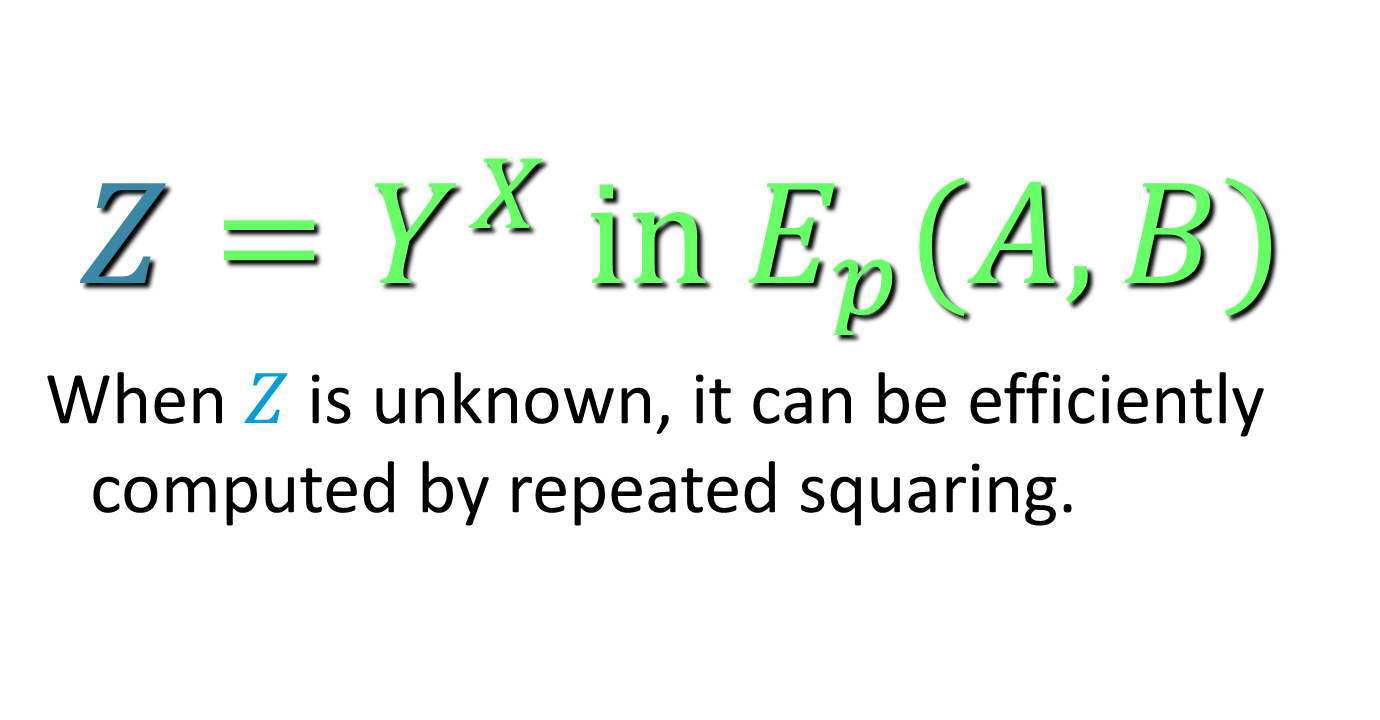 Z = Y^X in E_p(A, B)
When Z is unknown, it can be efficiently
computed by repeated squaring.